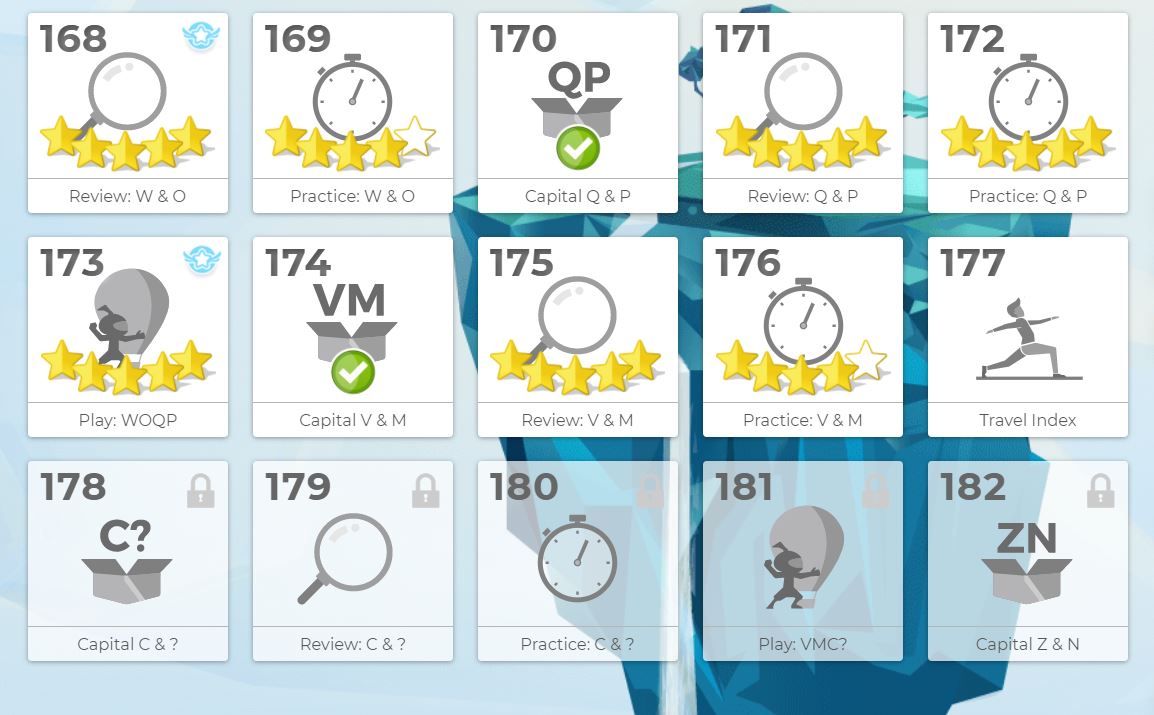 168
169
170
171
172
QP
Review: W & O
Practice: W & O
Capital Q & P
Review: Q & P
Practice: Q & P
173
174
175
176
177
VM
Play: WOQP
Capital V & M
Review: V & M
Practice: V & M
Travel Index
178
179
180
181
182
C?
ZN
Capital C & ?
Review: C & ?
Practice: C & ?
Play: VMC?
Capital Z & N